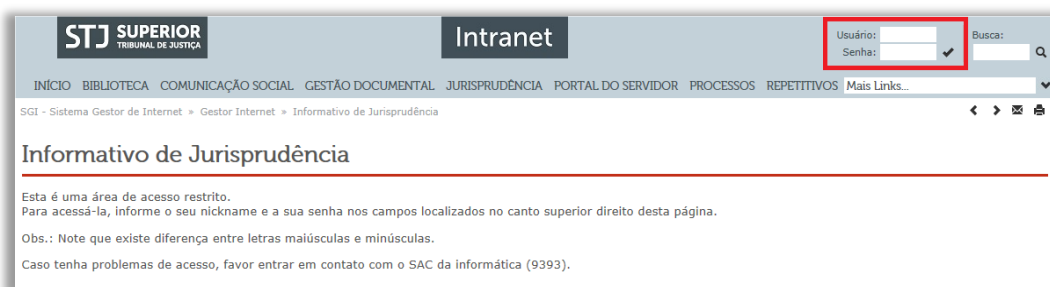 STJ SUPERIOR
TRIBUNAL DE JUSTIÇA
Intranet
Usuário:
Senha:
Busca:
INÍCIO BIBLIOTECA COMUNICAÇÃO SOCIAL GESTÃO DOCUMENTAL JURISPRUDÊNCIA PORTAL DO SERVIDOR PROCESSOS REPETITIVOS Mais Links...
SGI - Sistema Gestor de Internet » Gestor Internet » Informativo de Jurisprudência
Informativo de Jurisprudência
Esta é uma área de acesso restrito.
Para acessá-la, informe o seu nickname e a sua senha nos campos localizados no canto superior direito desta página.
Obs.: Note que existe diferença entre letras maiúsculas e minúsculas.
Caso tenha problemas de acesso, favor entrar em contato com o SAC da informática (9393).